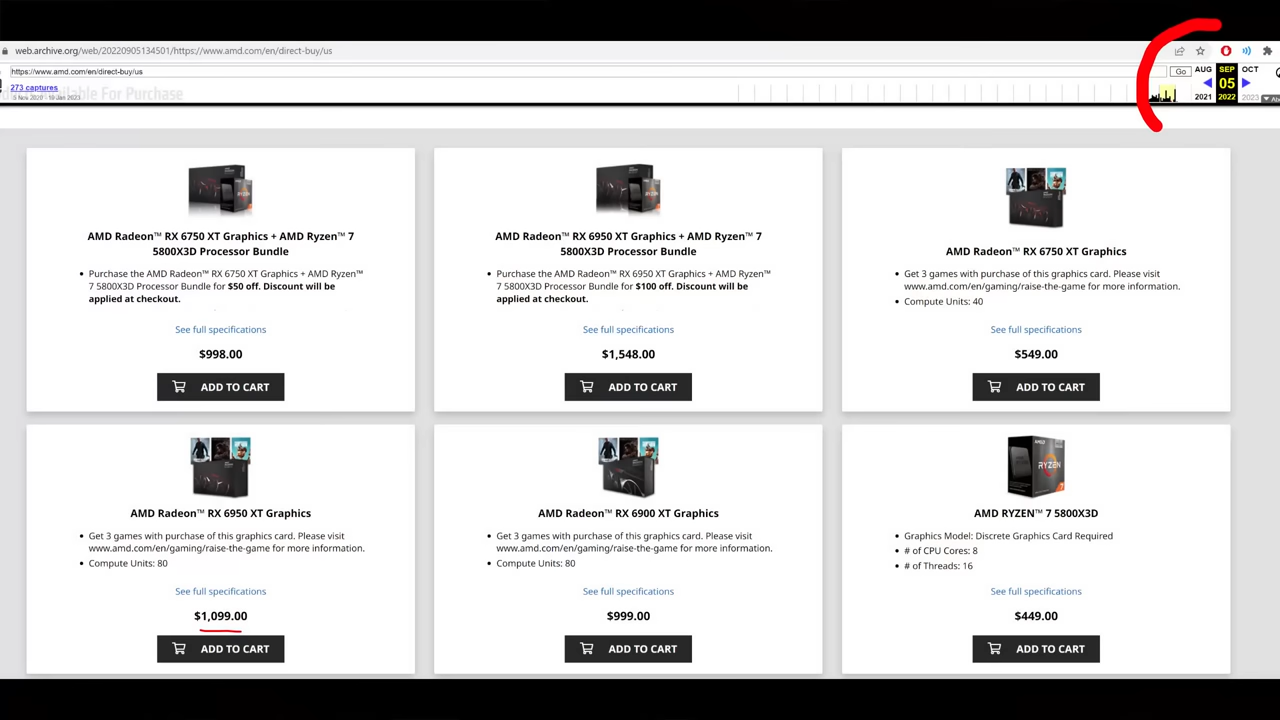 web.archive.org/web/20220905134501/https://www.amd.com/en/direct-buy/us
https://www.amd.com/en/direct-buy/us
Go
AUG
SEP
OCT
273 captures
05
2021
2022
2023
Available For Purchase
AMD Radeon™ RX 6750 XT Graphics + AMD Ryzen™ 7
5800X3D Processor Bundle
Purchase the AMD Radeon™ RX 6750 XT Graphics + AMD Ryzen™
7 5800X3D Processor Bundle for $50 off. Discount will be
applied at checkout.
See full specifications
$998.00
ADD TO CART
AMD Radeon™ RX 6950 XT Graphics + AMD Ryzen™ 7
5800X3D Processor Bundle
Purchase the AMD Radeon™ RX 6950 XT Graphics + AMD Ryzen™
7 5800X3D Processor Bundle for $100 off. Discount will be
applied at checkout.
See full specifications
$1,548.00
ADD TO CART
AMD Radeon™ RX 6750 XT Graphics
Get 3 games with purchase of this graphics card. Please visit
www.amd.com/en/gaming/raise-the-game for more information.
Compute Units: 40
See full specifications
$549.00
ADD TO CART
AMD Radeon™ RX 6950 XT Graphics
Get 3 games with purchase of this graphics card. Please visit
www.amd.com/en/gaming/raise-the-game for more information.
Compute Units: 80
See full specifications
$1,099.00
ADD TO CART
AMD Radeon™ RX 6900 XT Graphics
Get 3 games with purchase of this graphics card. Please visit
www.amd.com/en/gaming/raise-the-game for more information.
Compute Units: 80
See full specifications
$999.00
ADD TO CART
RYZEN
AMD RYZEN™ 7 5800X3D
Graphics Model: Discrete Graphics Card Required
# of CPU Cores: 8
# of Threads: 16
See full specifications
$449.00
ADD TO CART